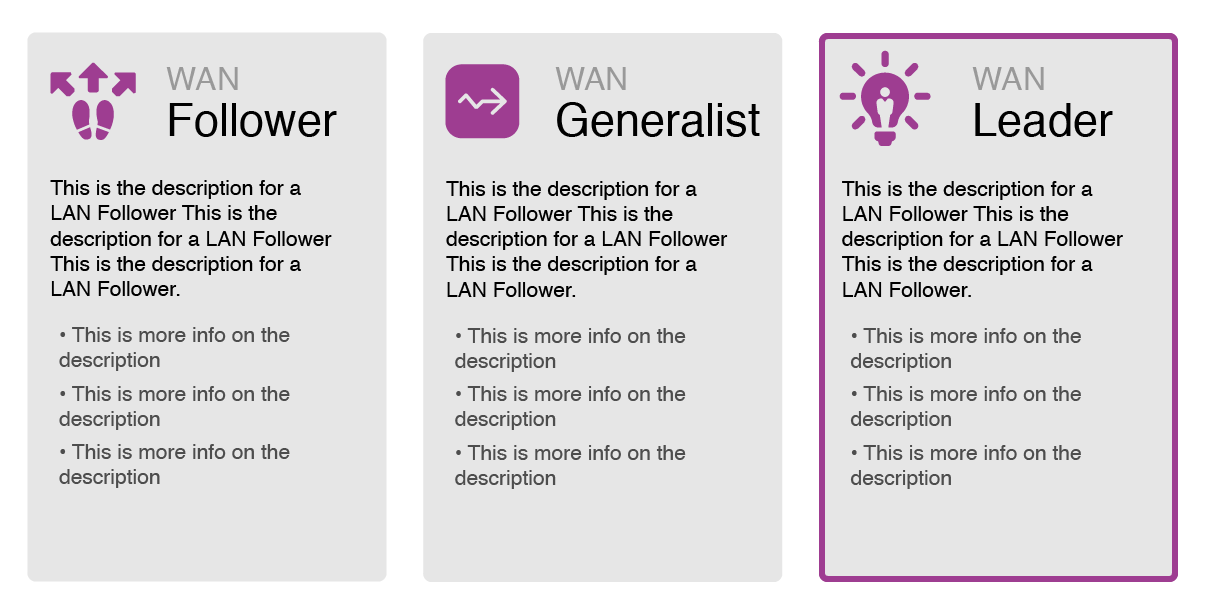 WAN
Follower
This is the description for a
LAN Follower This is the
description for a LAN Follower
This is the description for a
LAN Follower.
• This is more info on the
description
• This is more info on the
description
• This is more info on the
description
WAN
Generalist
This is the description for a
LAN Follower This is the
description for a LAN Follower
This is the description for a
LAN Follower.
• This is more info on the
description
• This is more info on the
description
• This is more info on the
description
WAN
Leader
This is the description for a
LAN Follower This is the
description for a LAN Follower
This is the description for a
LAN Follower.
• This is more info on the
description
• This is more info on the
description
• This is more info on the
description